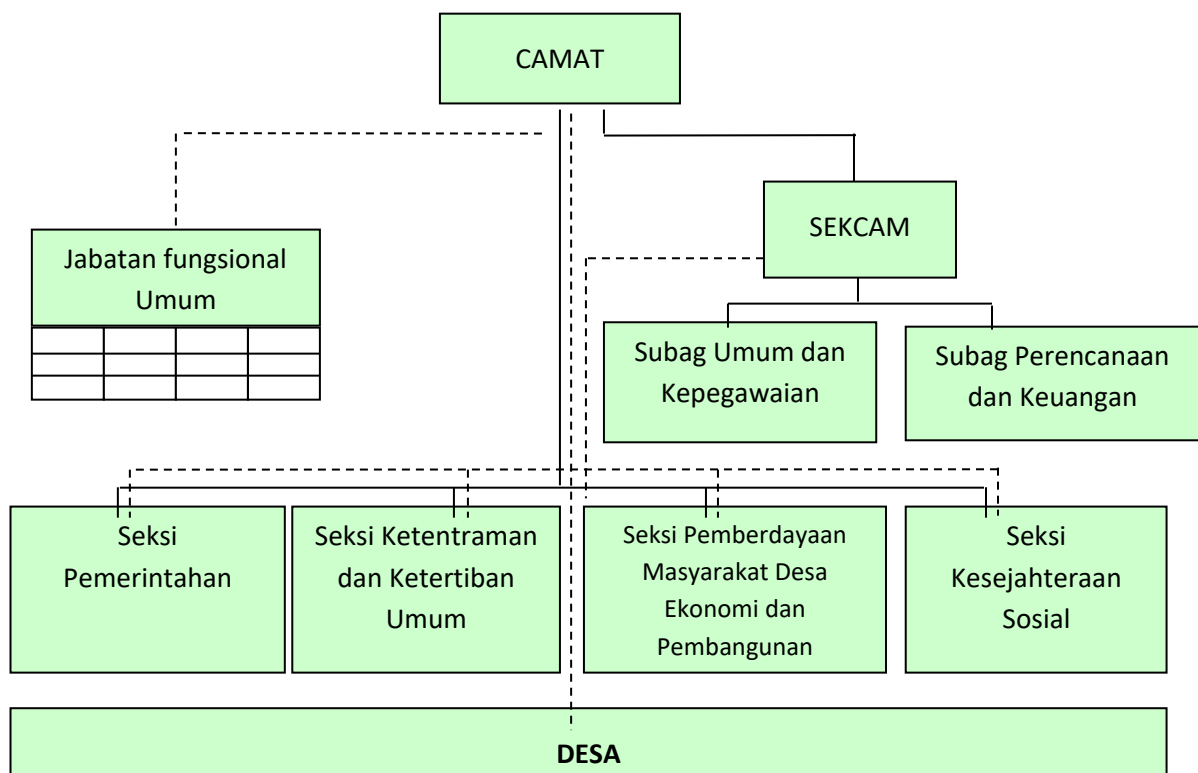 CAMAT
SEKCAM
Jabatan fungsional
Umum
Subag Umum dan
Kepegawaian
Subag Perencanaan
dan Keuangan
Seksi
Pemerintahan
Seksi Ketentraman
dan Ketertiban
Umum
Seksi Pemberdayaan
Masyarakat Desa
Ekonomi dan
Pembangunan
Seksi
Kesejahteraan
Sosial
DESA